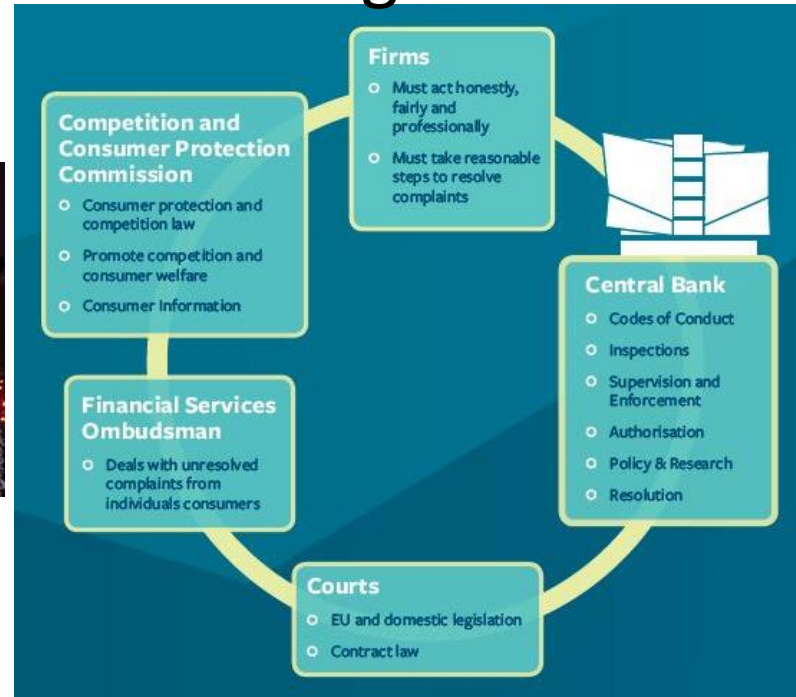 Firms
Must act honestly,
fairly and
professionally
Must take reasonable
steps to resolve
complaints
Competition and
Consumer Protection
Commission
Consumer protection and
competition law
Promote competition and
consumer welfare
Consumer Information
Central Bank
Codes of Conduct
Inspections
Supervision and
Enforcement
Authorisation
Policy & Research
Resolution
Financial Services
Ombudsman
Deals with unresolved
complaints from
individuals consumers
Courts
EU and domestic legislation
Contract law